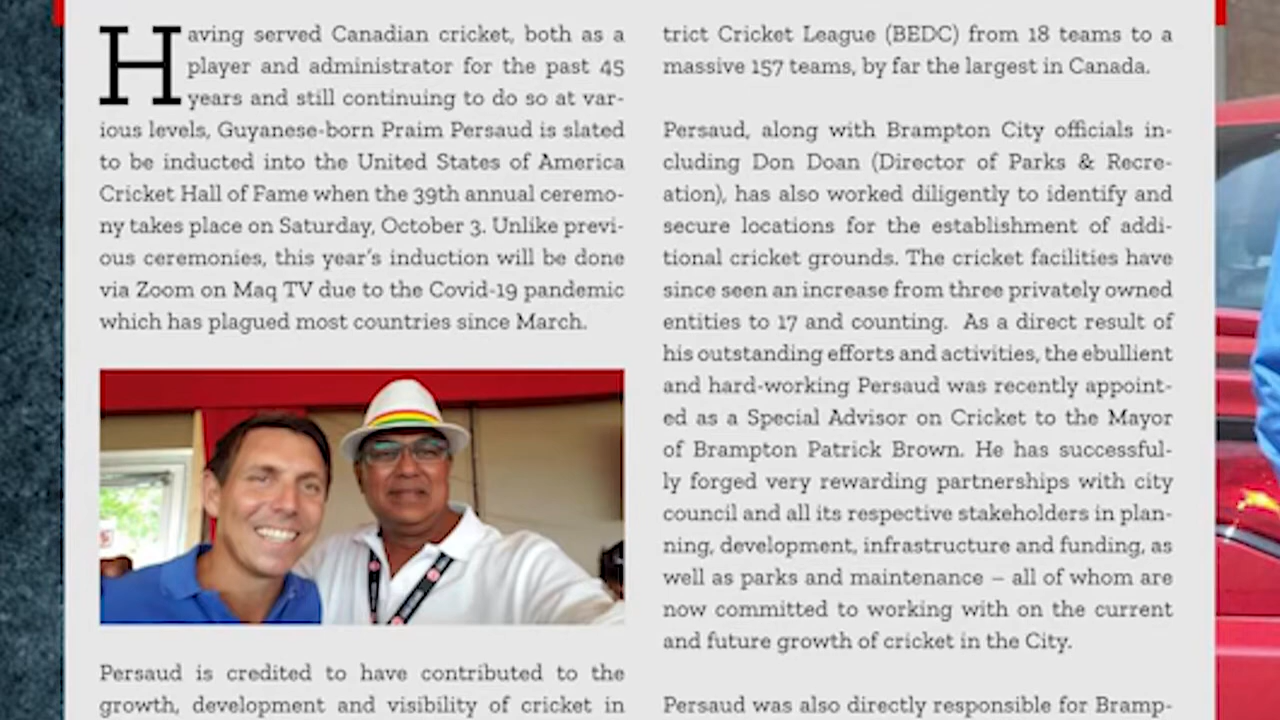 Having served Canadian cricket, both as a
player and administrator for the past 45
years and still continuing to do so at var-
ious levels, Guyanese-born Praim Persaud is slated
to be inducted into the United States of America
Cricket Hall of Fame when the 39th annual ceremo-
ny takes place on Saturday, October 3. Unlike previ-
ous ceremonies, this year's induction will be done
via Zoom on Maq TV due to the Covid-19 pandemic
which has plagued most countries since March.
Persaud is credited to have contributed to the
growth, development and visibility of cricket in
trict Cricket League (BEDC) from 18 teams to a
massive 157 teams, by far the largest in Canada.
Persaud, along with Brampton City officials in-
cluding Don Doan (Director of Parks & Recre-
ation), has also worked diligently to identify and
secure locations for the establishment of addi-
tional cricket grounds. The cricket facilities have
since seen an increase from three privately owned
entities to 17 and counting. As a direct result of
his outstanding efforts and activities, the ebullient
and hard-working Persaud was recently appoint-
ed as a Special Advisor on Cricket to the Mayor
of Brampton Patrick Brown. He has successful-
ly forged very rewarding partnerships with city
council and all its respective stakeholders in plan-
ning, development, infrastructure and funding, as
well as parks and maintenance – all of whom are
now committed to working with on the current
and future growth of cricket in the City.
Persaud was also directly responsible for Bramp-